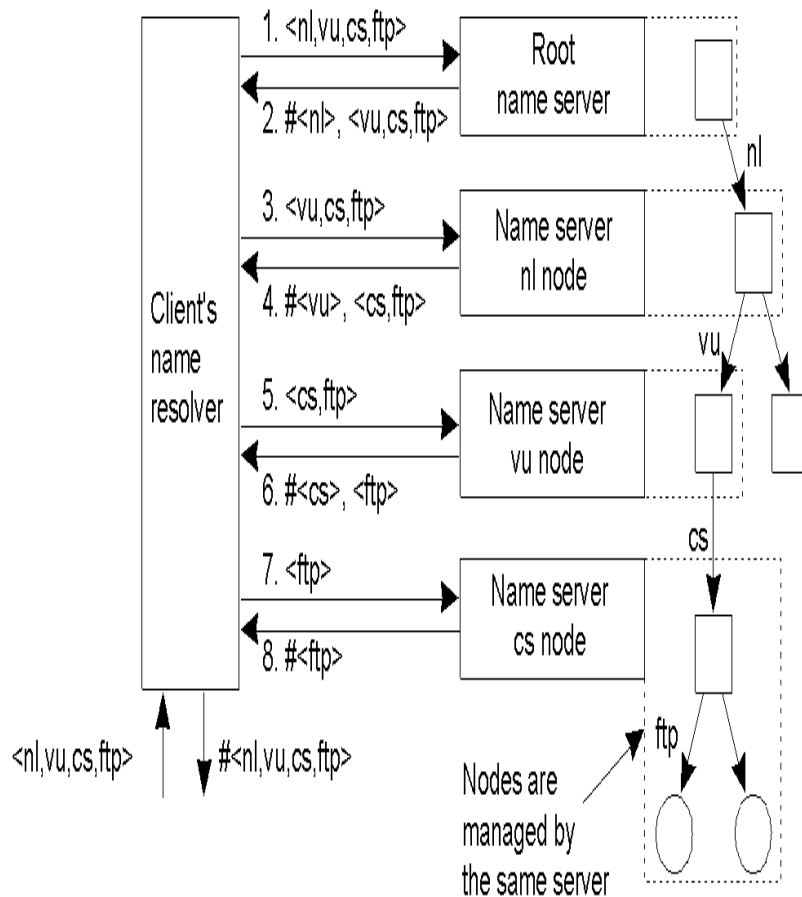 1. <nl,vu,cs,ftp>
2. #<nl>, <vu,cs,ftp>
Root
name server
nl
3. <vu,cs,ftp>
4. #<vu>, <cs,ftp>
Name server
nl node
Client's
name
resolver
vu
5. <cs,ftp>
6. #<cs>, <ftp>
Name server
vu node
cs
7. <ftp>
8. #<ftp>
Name server
cs node
<nl,vu,cs,ftp>
#<nl,vu,cs,ftp>
ftp
Nodes are
managed by
the same server